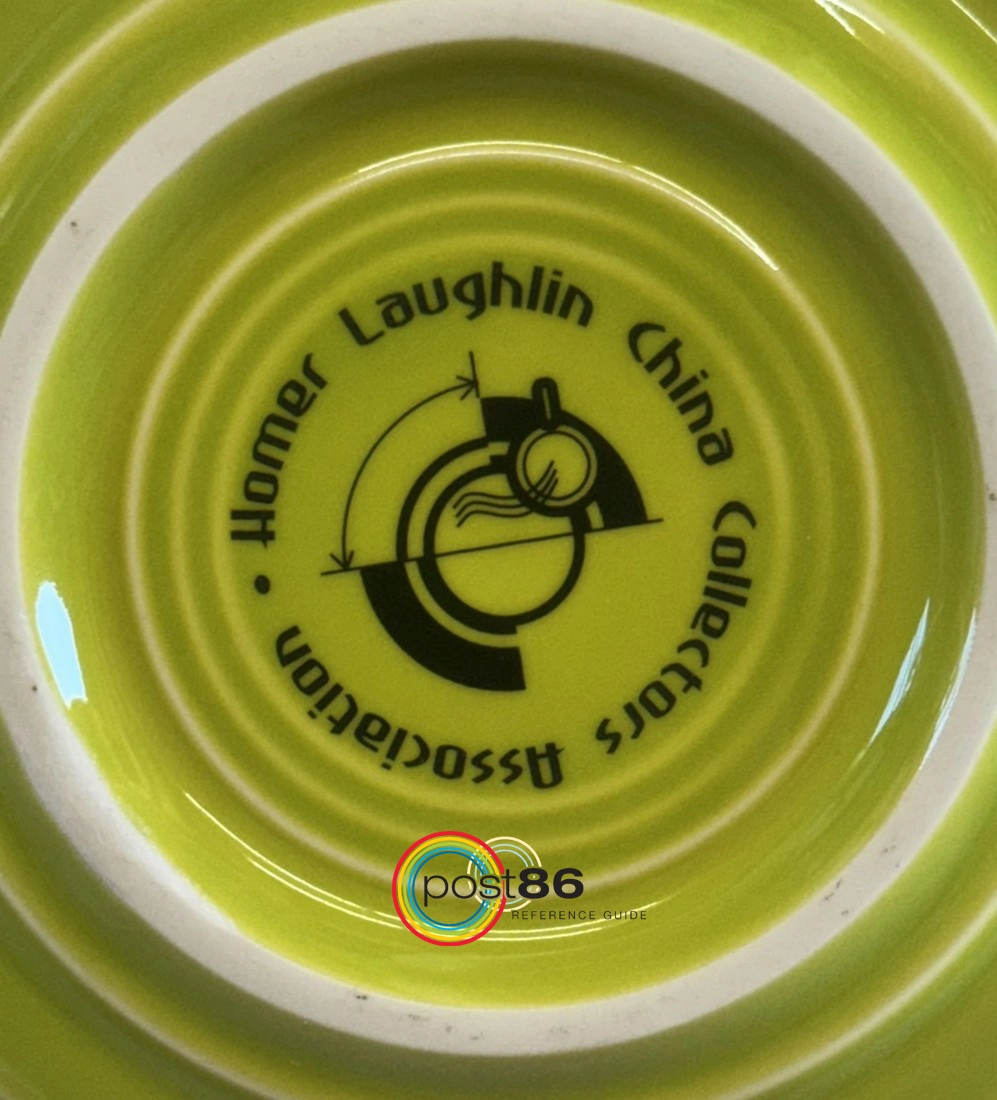 Homer Laughlin China Collectors Association •
post86
REFERENCE GUIDE